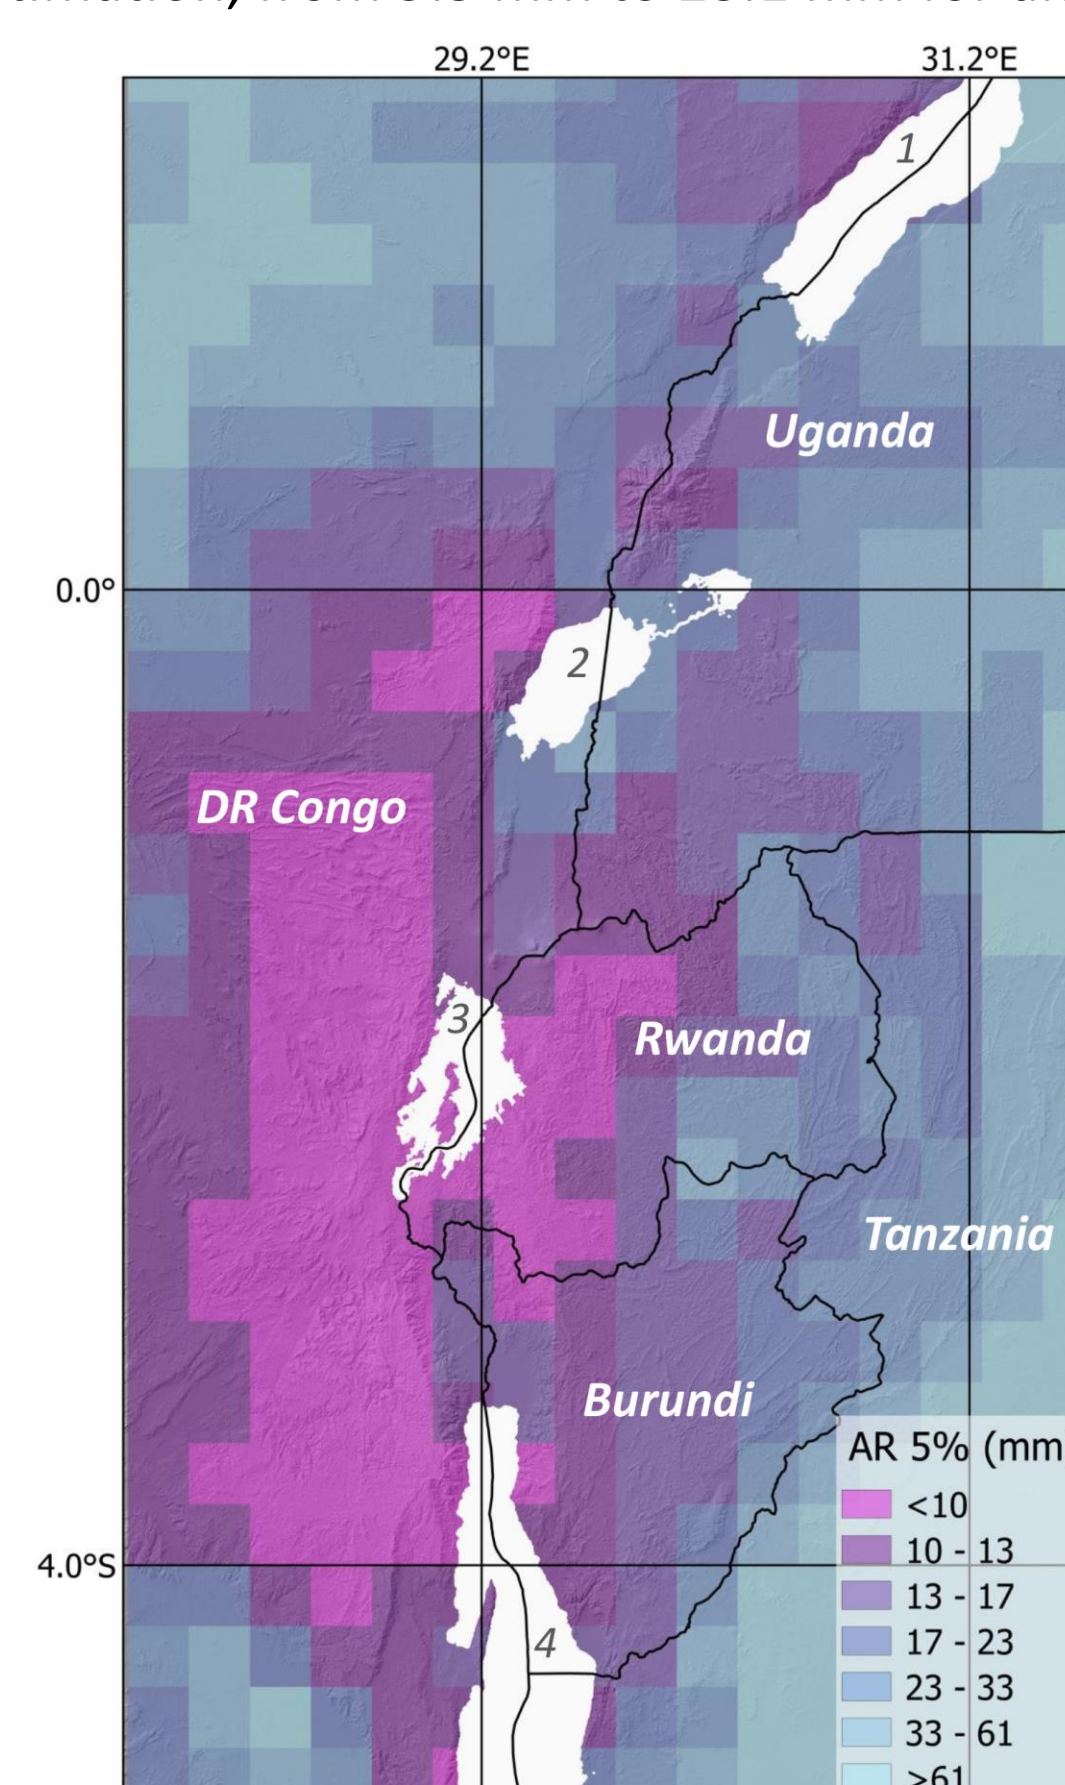 29.2°E 31.2°E
1
Uganda
0.0°
2
DR Congo
3
Rwanda
Tanzania
Burundi
AR 5% (mm
<10
10 - 13
4.0°S
13 - 17
4
17 - 23
23 - 33
33 - 61
>61